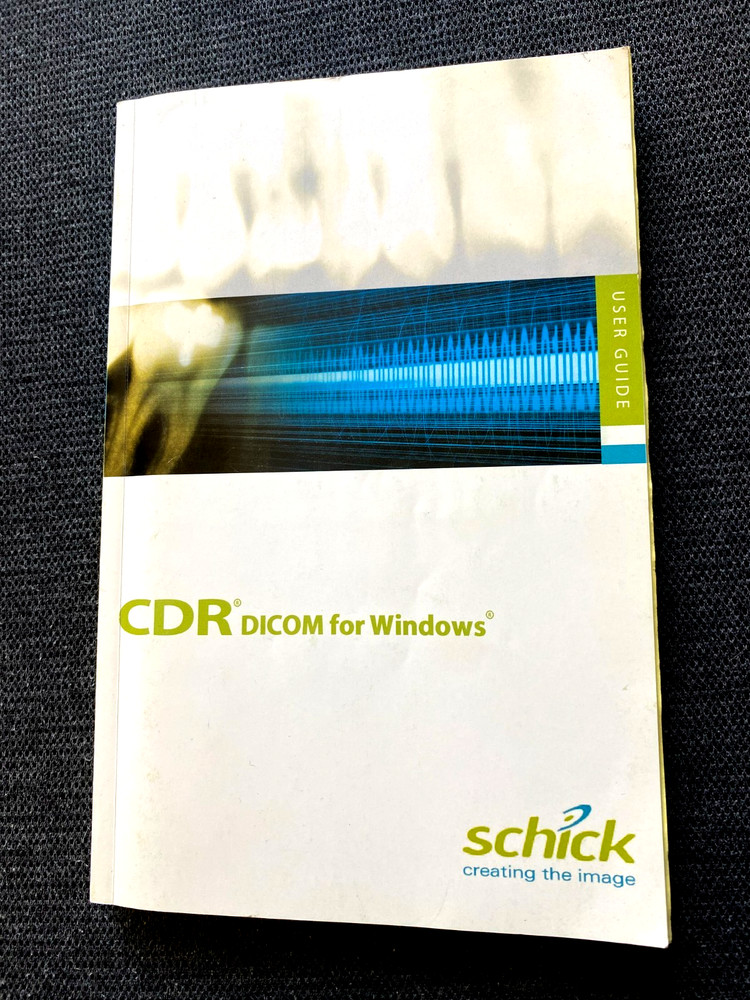 USER GUIDE
CDR® DICOM for Windows®
schick
creating the image